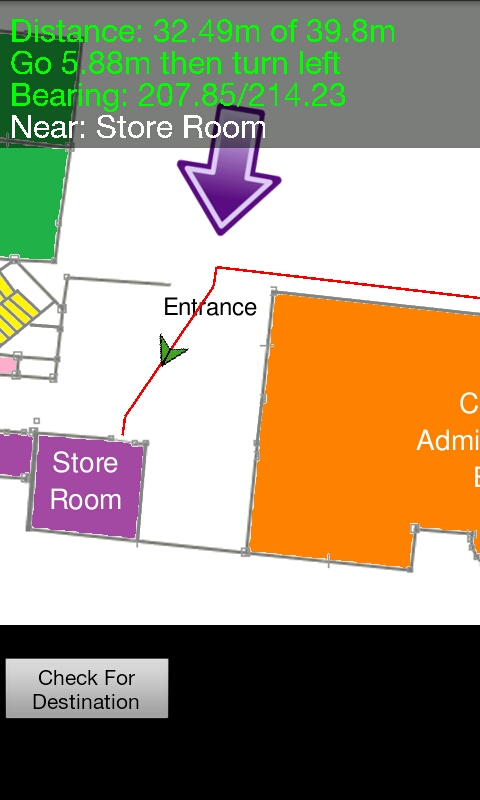 Distance: 32.49m of 39.8m
Go 5.88m then turn left
Bearing: 207.85/214.23
Near: Store Room
Entrance
Store
Room
Check For
Destination